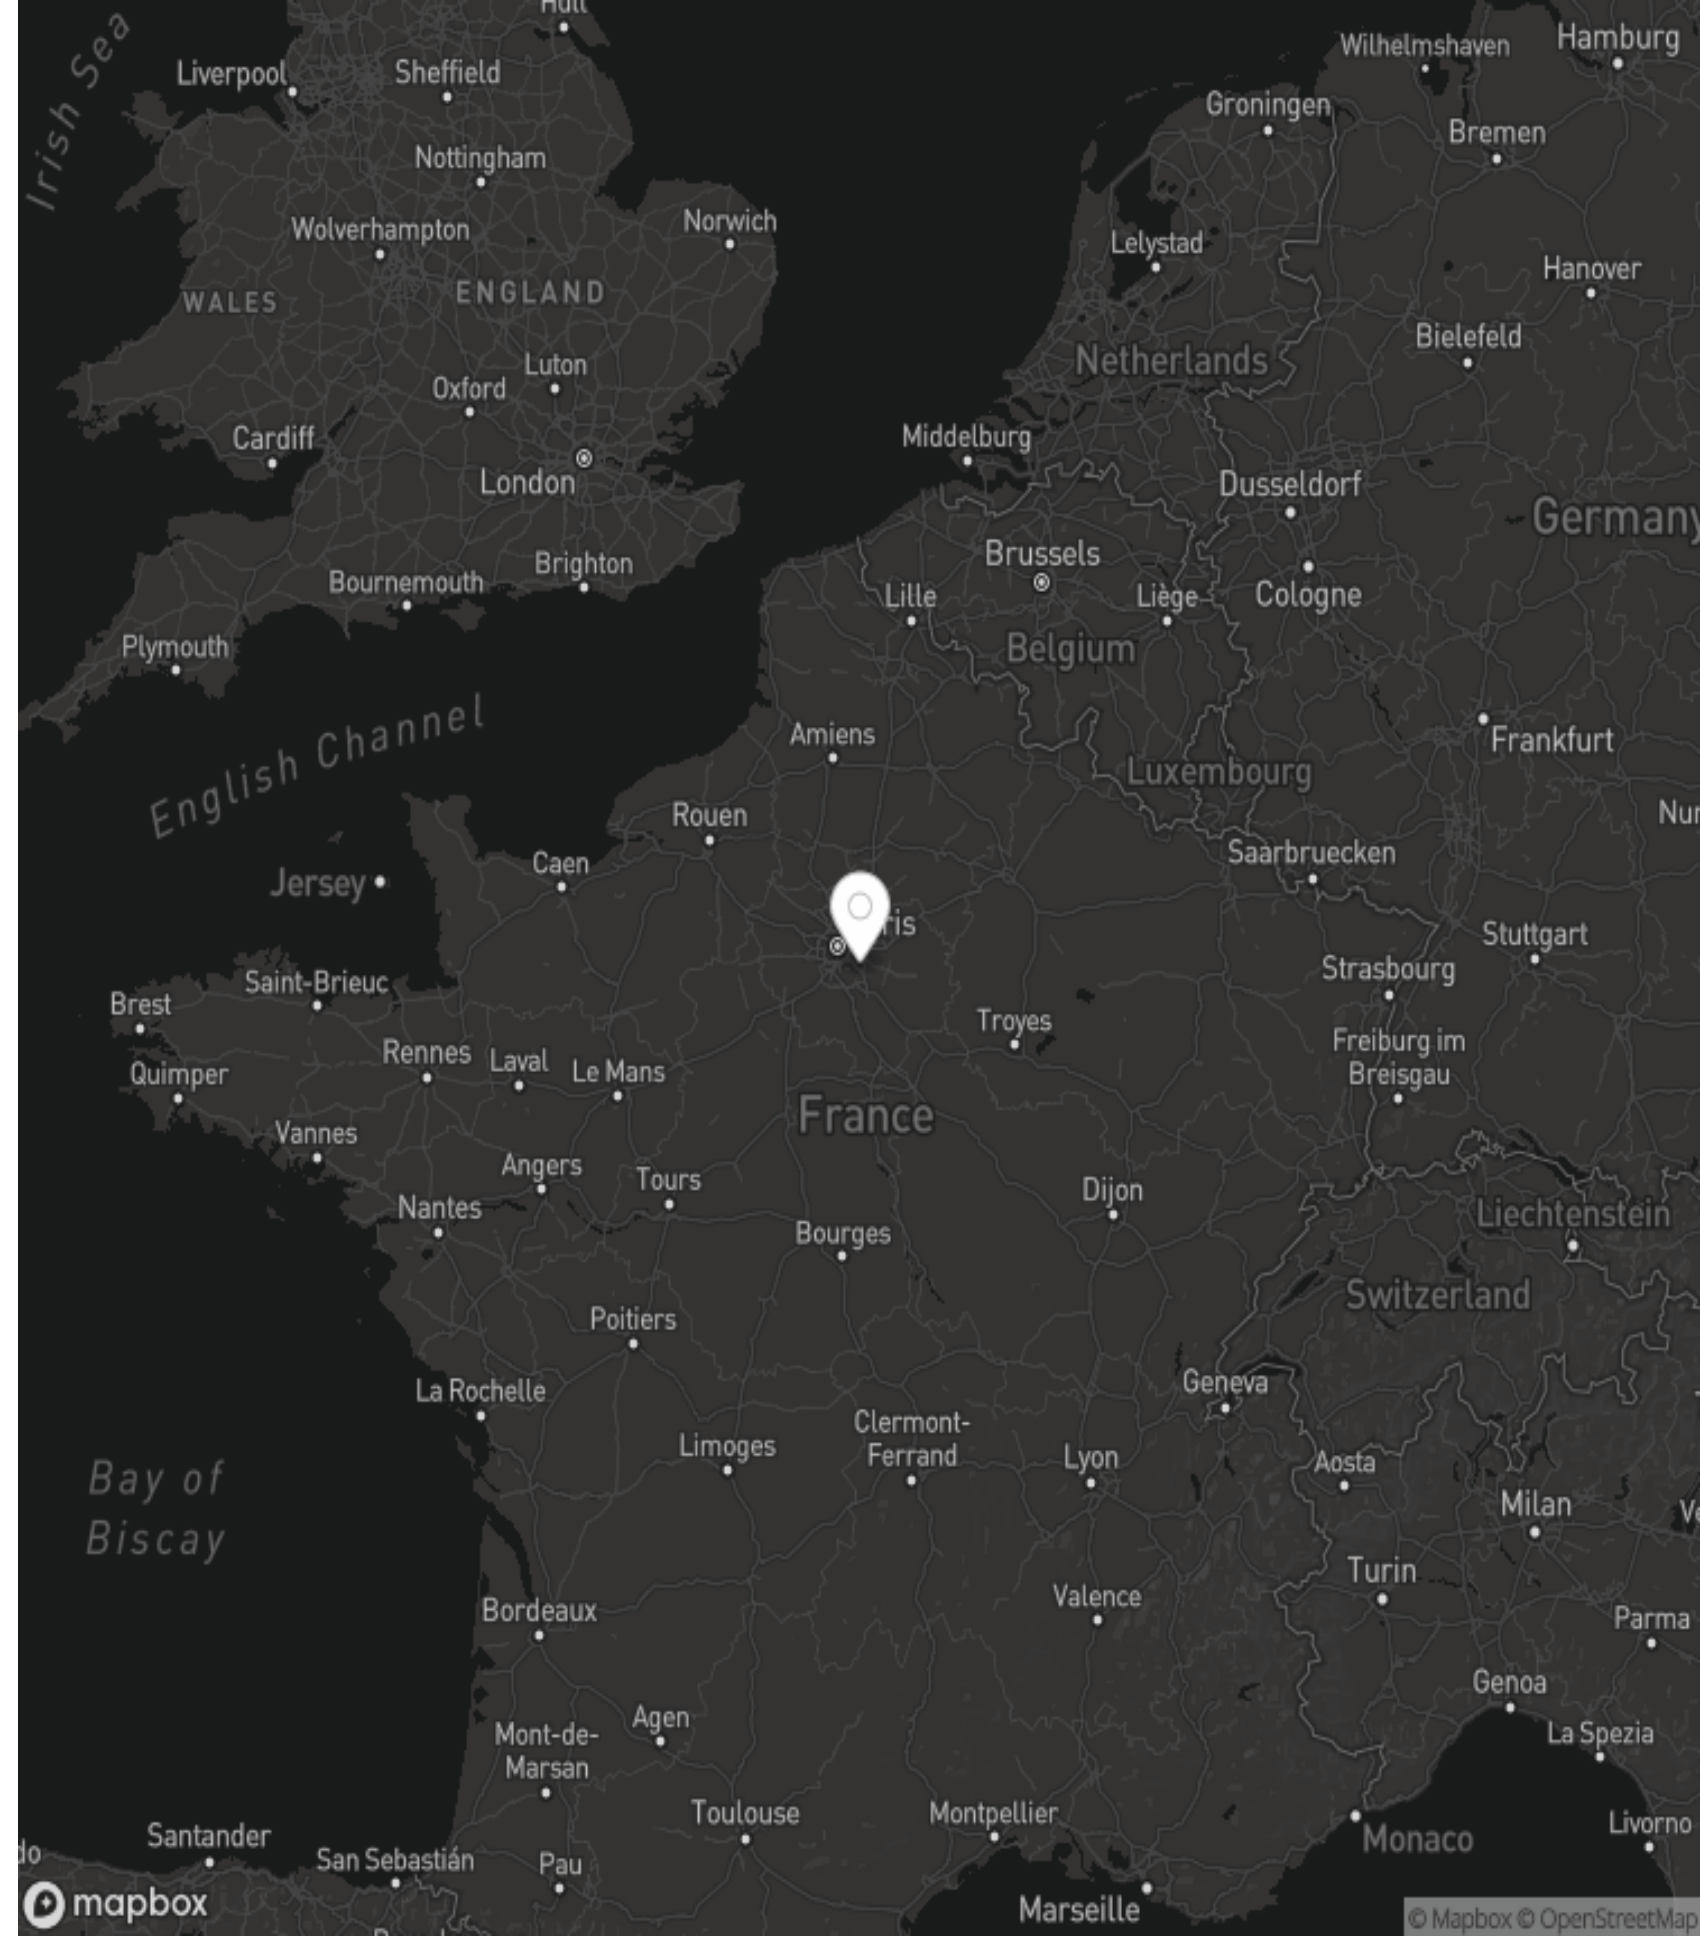 Hull
Irish Sea
Liverpool
Sheffield
Wilhelmshaven
Hamburg
Groningen
Bremen
Nottingham
Wolverhampton
Norwich
Lelystad
Hanover
WALES
ENGLAND
Bielefeld
Luton
Netherlands
Oxford
Cardiff
Middelburg
London
Dusseldorf
Germany
Brussels
Brighton
Bournemouth
Lille
Liège
Cologne
Plymouth
Belgium
English Channel
Amiens
Frankfurt
Luxembourg
Rouen
Nur
Saarbruecken
Caen
Jersey
ris
Stuttgart
Strasbourg
Saint-Brieuc
Brest
Troyes
Freiburg im
Breisgau
Rennes
Laval
Le Mans
Quimper
France
Vannes
Angers
Tours
Dijon
Nantes
Liechtenstein
Bourges
Switzerland
Poitiers
Geneva
La Rochelle
Clermont-
Ferrand
Limoges
Lyon
Aosta
Bay of
Biscay
Milan
Ve
Turin
Valence
Bordeaux
Parma
Genoa
Agen
La Spezia
Mont-de-
Marsan
Toulouse
Montpellier
Livorno
Santander
Monaco
do
San Sebastián
Pau
mapbox
Marseille
© Mapbox © OpenStreetMap